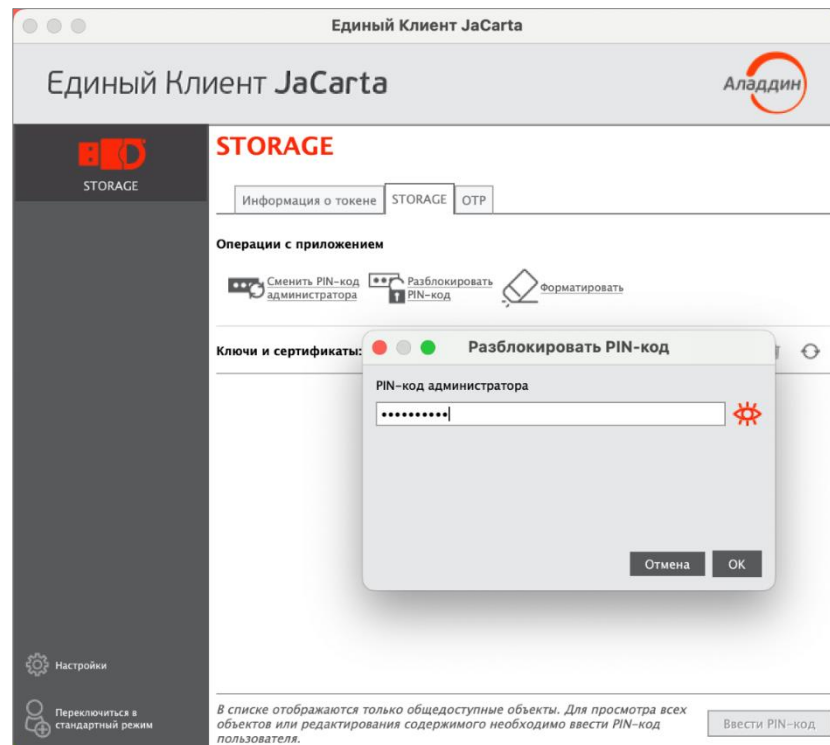 Единый Клиент JaCarta
Единый Клиент JaCarta
Аладдин
STORAGE
STORAGE
Информация о токене STORAGE OTP
Операции с приложением
Сменить PIN-код
администратора
Разблокировать
PIN-код
Форматировать
Ключи и сертификаты:
Разблокировать PIN-код
PIN-код администратора
••••••••••
Отмена OK
Настройки
Переключиться в
стандартный режим
В списке отображаются только общедоступные объекты. Для просмотра всех
объектов или редактирования содержимого необходимо ввести PIN-код
пользователя.
Ввести PIN-код